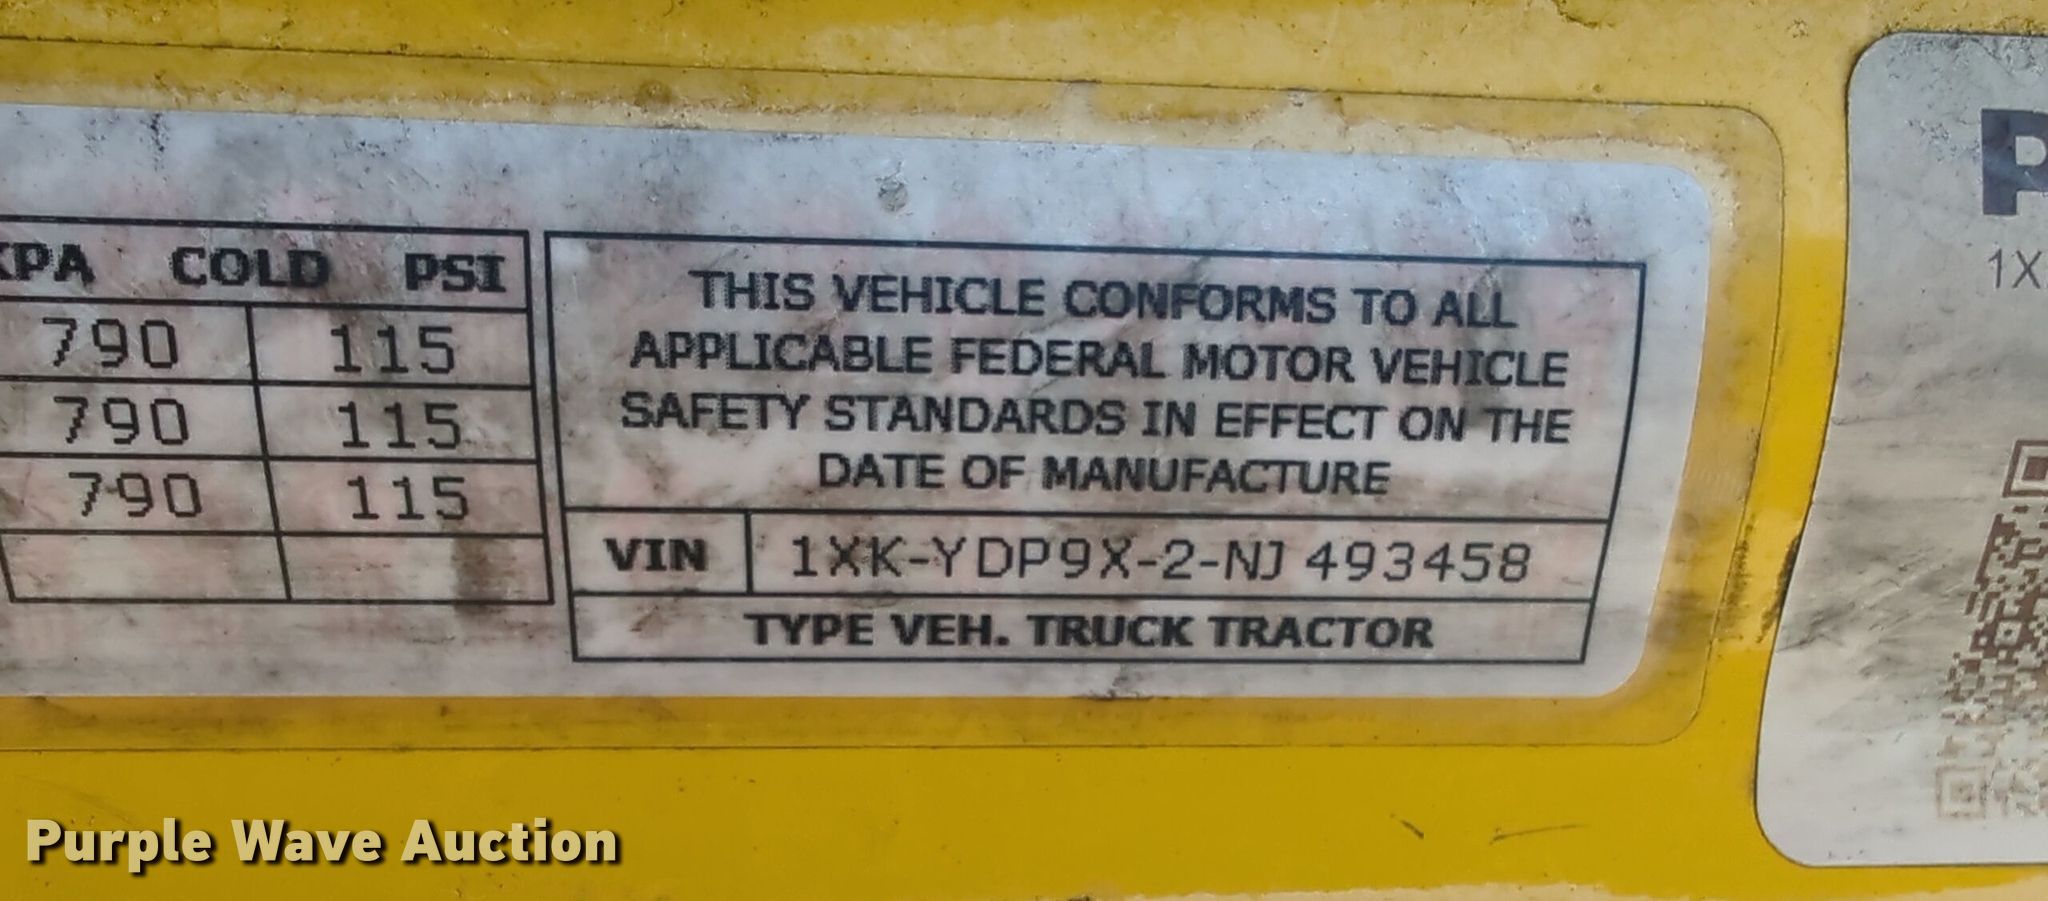 KPA COLD PSI
790 115
790 115
790 115
THIS VEHICLE CONFORMS TO ALL
APPLICABLE FEDERAL MOTOR VEHICLE
SAFETY STANDARDS IN EFFECT ON THE
DATE OF MANUFACTURE
VIN 1XK-YDP9X-2-NJ 493458
TYPE VEH. TRUCK TRACTOR
P
1X
Purple Wave Auction